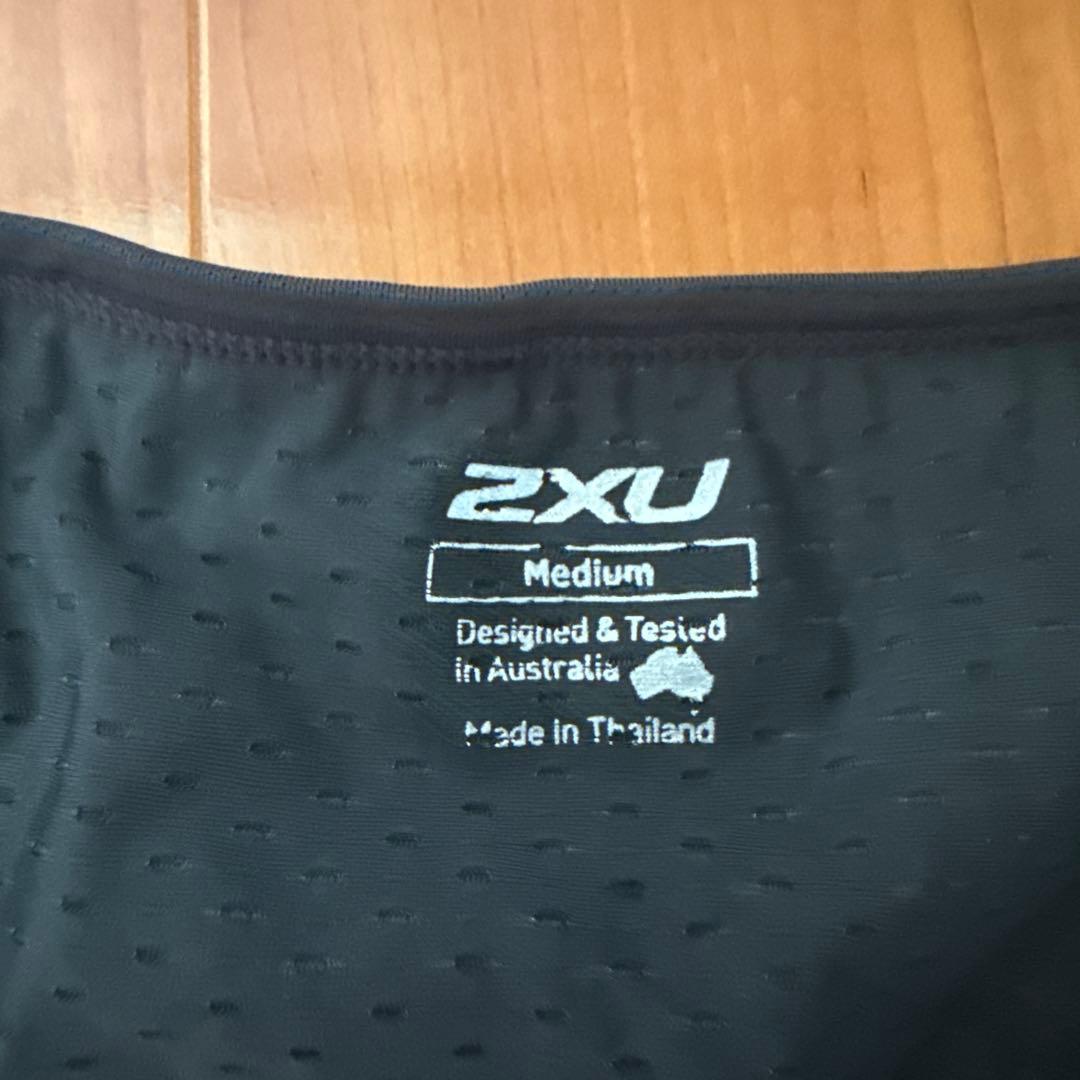 2XU
Medium
Designed & Tested
in Australia
Made in Thailand